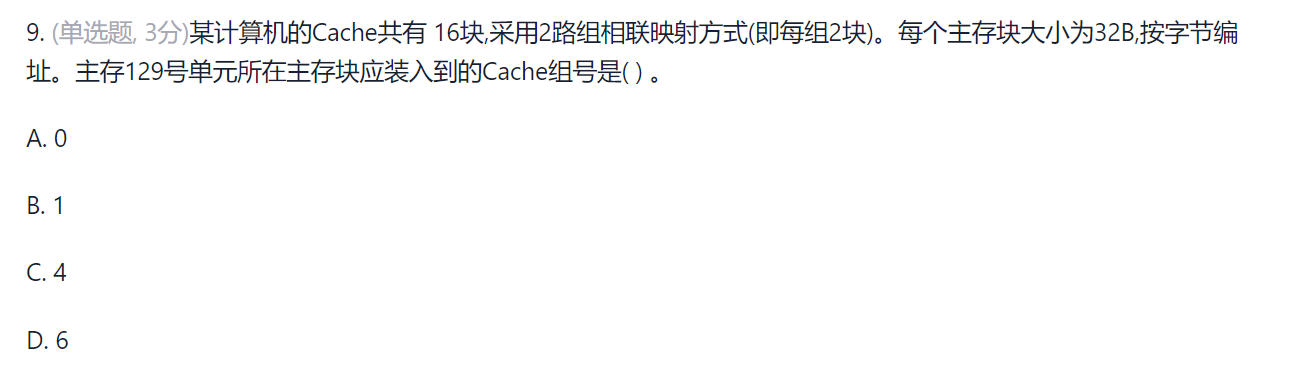 9. (单选题, 3分)某计算机的Cache共有 16块,采用2路组相联映射方式(即每组2块)。每个主存块大小为32B,按字节编
址。主存129号单元所在主存块应装入到的Cache组号是( ) 。
A. 0
B. 1
C. 4
D. 6